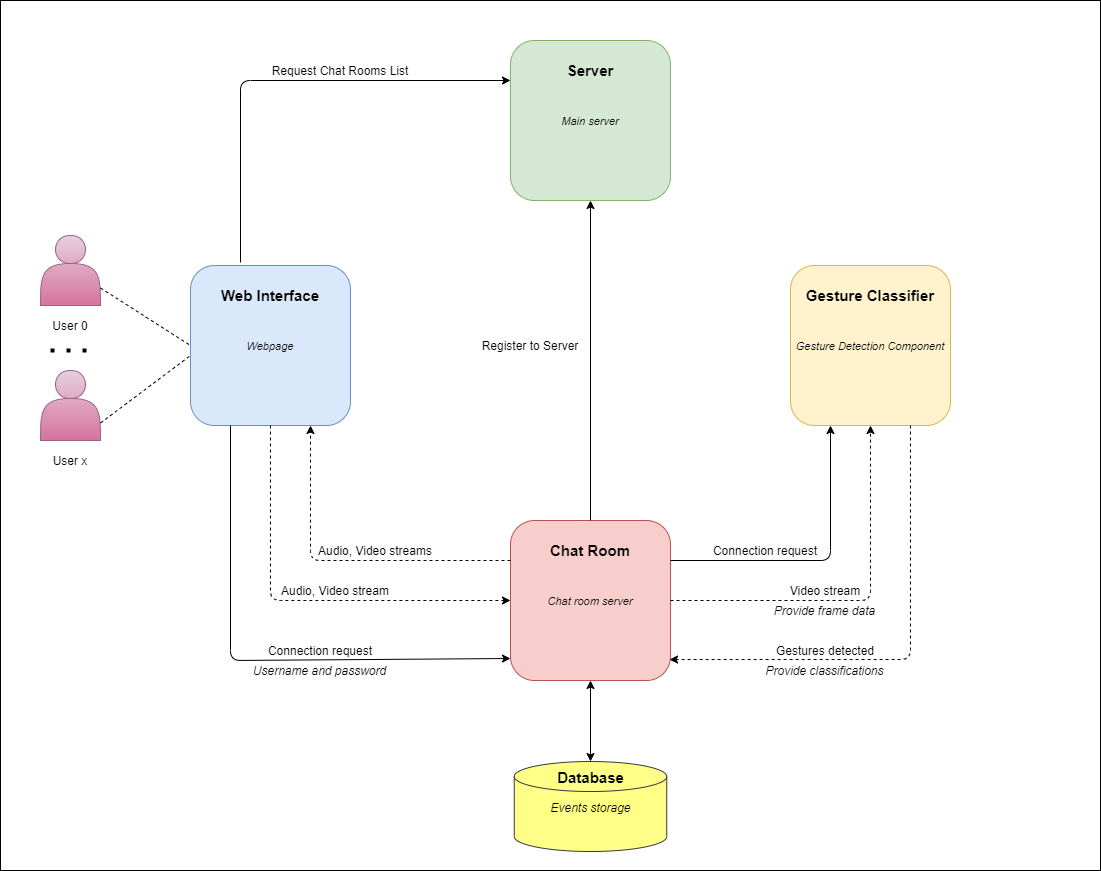 Request Chat Rooms List
Server
Main server
User 0
. . .
User x
Web Interface
Webpage
Register to Server
Gesture Classifier
Gesture Detection Component
Audio, Video streams
Audio, Video stream
Connection request
Username and password
Chat Room
Chat room server
Connection request
Video stream
Provide frame data
Gestures detected
Provide classifications
Database
Events storage